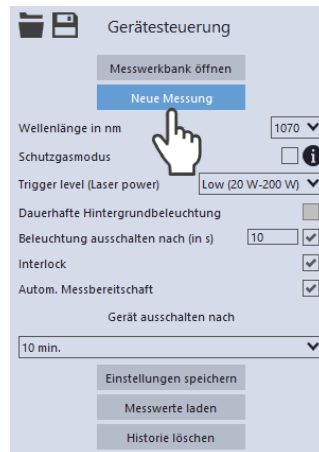 Gerätesteuerung
Messwerkbank öffnen
Neue Messung
Wellenlänge in nm 1070
Schutzgasmodus
Trigger level (Laser power) Low (20 W-200 W)
Dauerhafte Hintergrundbeleuchtung
Beleuchtung ausschalten nach (in s) 10
Interlock
Autom. Messbereitschaft
Gerät ausschalten nach
10 min.
Einstellungen speichern
Messwerte laden
Historie löschen